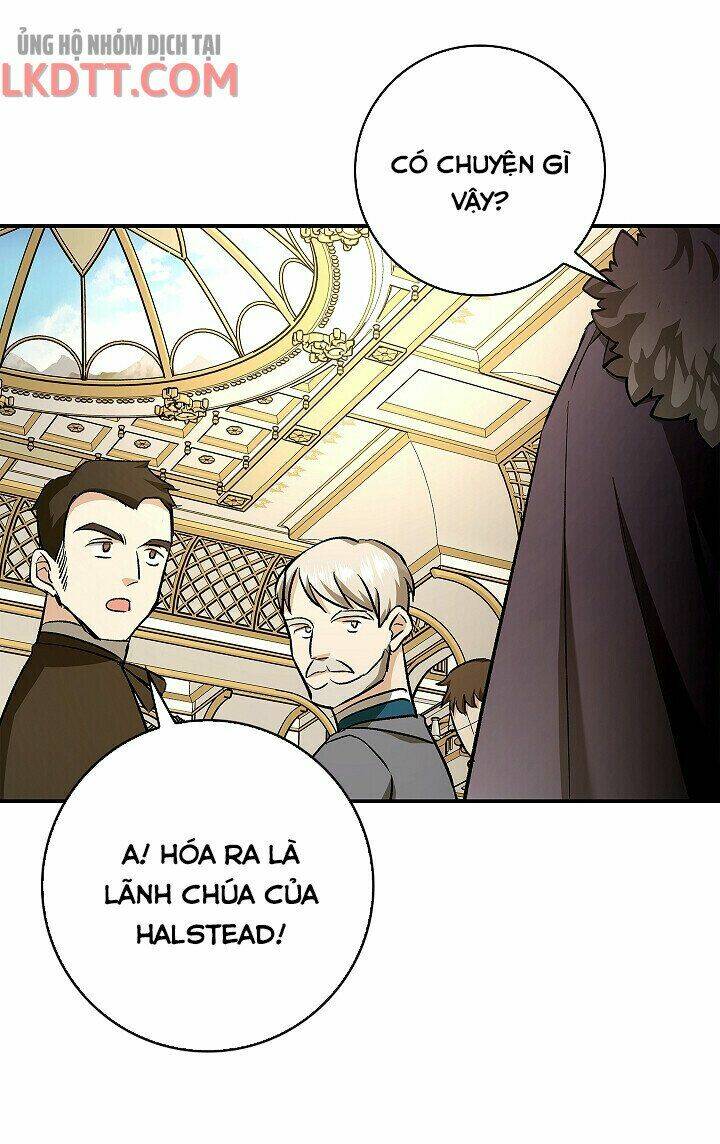 ỦNG HỘ NHÓM DỊCH TẠI
LKDTT.COM
CÓ CHUYỆN GÌ
VẬY?
A! HÓA RA LÀ
LÃNH CHÚA CỦA
HALSTEAD!